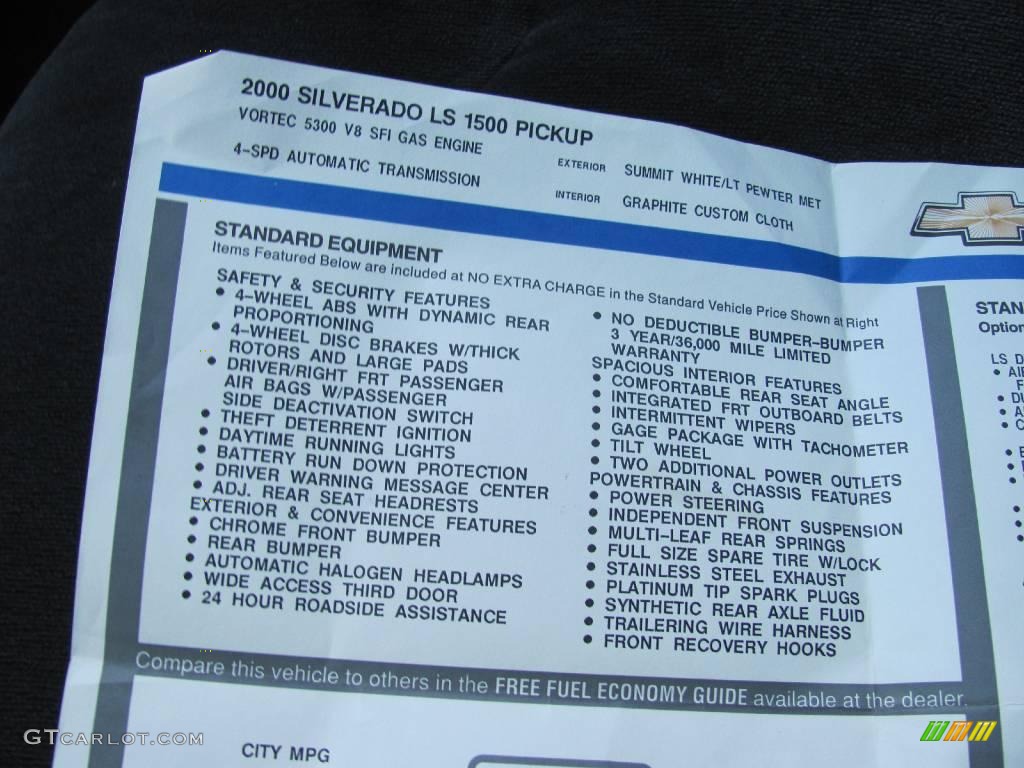 2000 SILVERADO LS 1500 PICKUP
VORTEC 5300 V8 SFI GAS ENGINE
4-SPD AUTOMATIC TRANSMISSION
EXTERIOR SUMMIT WHITE/LT PEWTER MET
INTERIOR GRAPHITE CUSTOM CLOTH
STANDARD EQUIPMENT
Items Featured Below are included at NO EXTRA CHARGE in the Standard Vehicle Price Shown at Right
SAFETY & SECURITY FEATURES
• 4-WHEEL ABS WITH DYNAMIC REAR
PROPORTIONING
• 4-WHEEL DISC BRAKES W/THICK
ROTORS AND LARGE PADS
• DRIVER/RIGHT FRT PASSENGER
AIR BAGS W/PASSENGER
SIDE DEACTIVATION SWITCH
• THEFT DETERRENT IGNITION
• DAYTIME RUNNING LIGHTS
• BATTERY RUN DOWN PROTECTION
• DRIVER WARNING MESSAGE CENTER
• ADJ. REAR SEAT HEADRESTS
EXTERIOR & CONVENIENCE FEATURES
• CHROME FRONT BUMPER
• REAR BUMPER
• AUTOMATIC HALOGEN HEADLAMPS
• WIDE ACCESS THIRD DOOR
• 24 HOUR ROADSIDE ASSISTANCE
• NO DEDUCTIBLE BUMPER-BUMPER
3 YEAR/36,000 MILE LIMITED
WARRANTY
SPACIOUS INTERIOR FEATURES
• COMFORTABLE REAR SEAT ANGLE
• INTEGRATED FRT OUTBOARD BELTS
• INTERMITTENT WIPERS
• GAGE PACKAGE WITH TACHOMETER
• TILT WHEEL
• TWO ADDITIONAL POWER OUTLETS
POWERTRAIN & CHASSIS FEATURES
• POWER STEERING
• INDEPENDENT FRONT SUSPENSION
• MULTI-LEAF REAR SPRINGS
• FULL SIZE SPARE TIRE W/LOCK
• STAINLESS STEEL EXHAUST
• PLATINUM TIP SPARK PLUGS
• SYNTHETIC REAR AXLE FLUID
• TRAILERING WIRE HARNESS
• FRONT RECOVERY HOOKS
STAN
Option
LS D
Compare this vehicle to others in the FREE FUEL ECONOMY GUIDE available at the dealer.
CITY MPG
GTCARLOT.COM